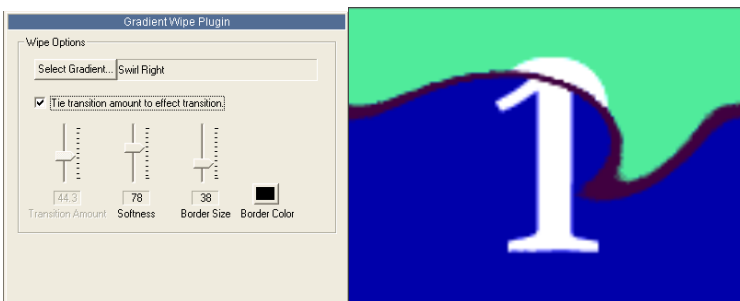 Gradient Wipe Plugin
Wipe Options
Select Gradient... Swirl Right
Tie transition amount to effect transition.
44.3 78 38
Transition Amount Softness Border Size Border Color
1